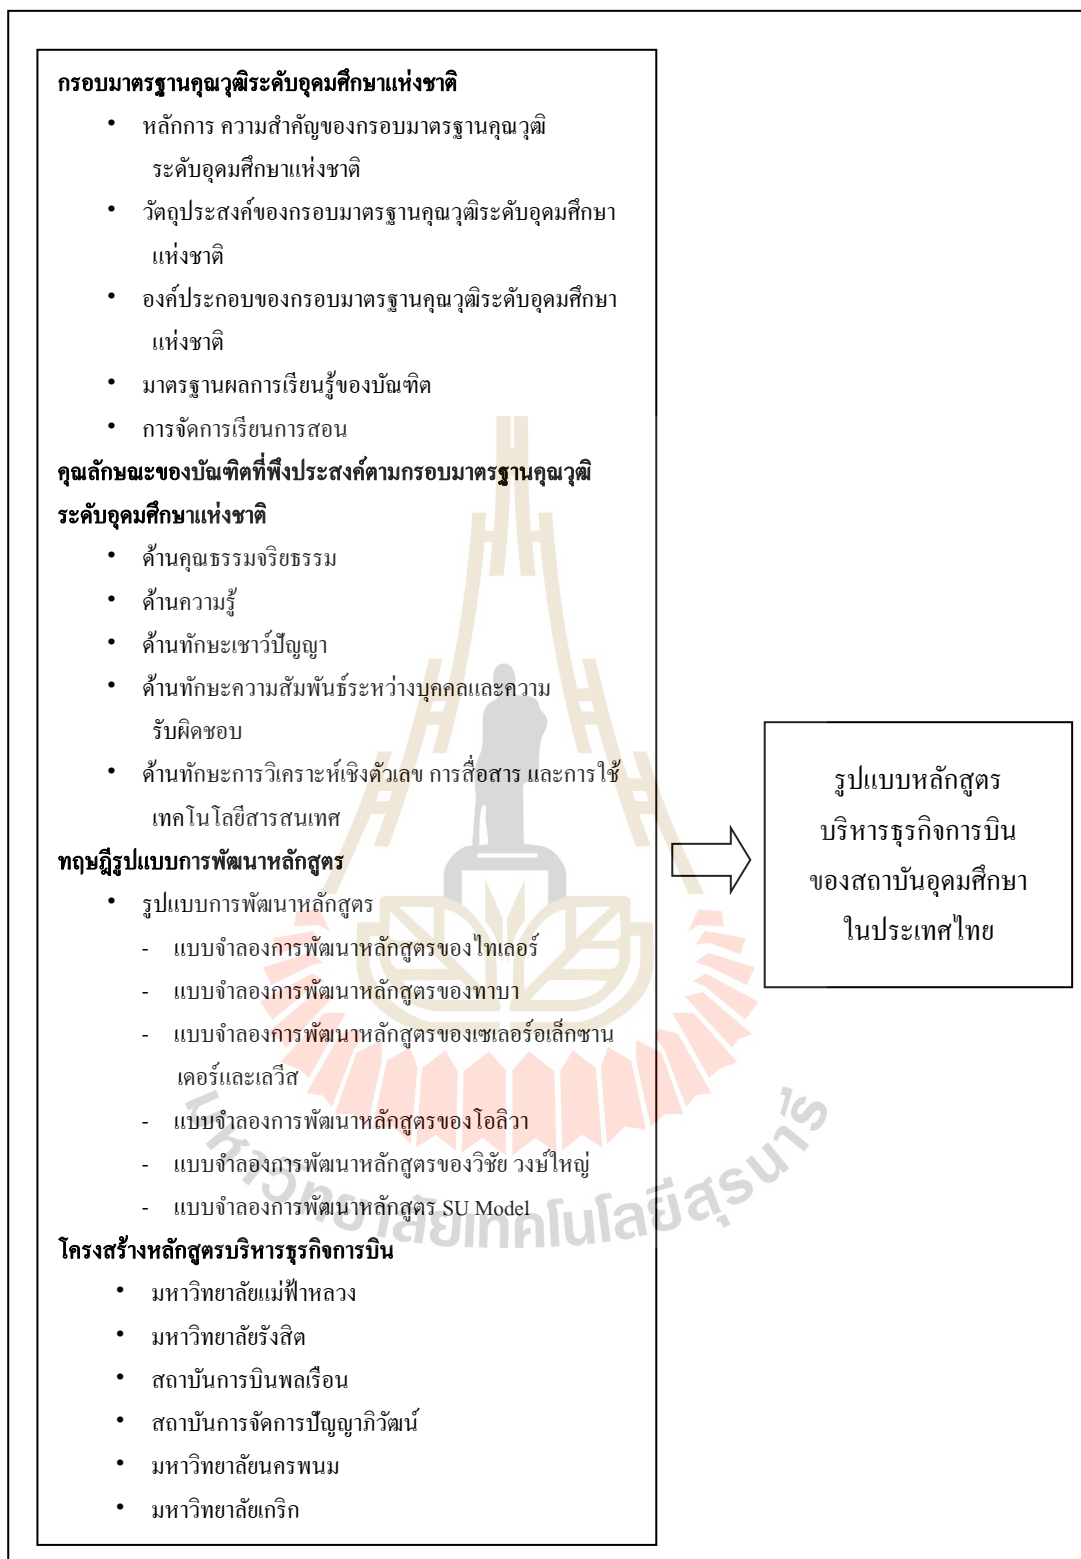 กรอบมาตรฐานคุณวุฒิระดับอุดมศึกษาแห่งชาติ
• หลักการ ความสำคัญของกรอบมาตรฐานคุณวุฒิ
ระดับอุดมศึกษาแห่งชาติ
• วัตถุประสงค์ของกรอบมาตรฐานคุณวุฒิระดับอุดมศึกษา
แห่งชาติ
• องค์ประกอบของกรอบมาตรฐานคุณวุฒิระดับอุดมศึกษา
แห่งชาติ
• มาตรฐานผลการเรียนรู้ของบัณฑิต
• การจัดการเรียนการสอน
คุณลักษณะของบัณฑิตที่พึงประสงค์ตามกรอบมาตรฐานคุณวุฒิ
ระดับอุดมศึกษาแห่งชาติ
• ด้านคุณธรรมจริยธรรม
• ด้านความรู้
• ด้านทักษะเชาว์ปัญญา
• ด้านทักษะความสัมพันธ์ระหว่างบุคคลและความ
รับผิดชอบ
• ด้านทักษะการวิเคราะห์เชิงตัวเลข การสื่อสาร และการใช้
เทคโนโลยีสารสนเทศ
ทฤษฎีรูปแบบการพัฒนาหลักสูตร
• รูปแบบการพัฒนาหลักสูตร
- แบบจำลองการพัฒนาหลักสูตรของไทเลอร์
- แบบจำลองการพัฒนาหลักสูตรของทาบา
- แบบจำลองการพัฒนาหลักสูตรของเซเลอร์อเล็กซาน
เดอร์และเลวีส
- แบบจำลองการพัฒนาหลักสูตรของโอลิวา
- แบบจำลองการพัฒนาหลักสูตรของวิชัย วงษ์ใหญ่
- แบบจำลองการพัฒนาหลักสูตร SU Model
โครงสร้างหลักสูตรบริหารธุรกิจการบิน
• มหาวิทยาลัยแม่ฟ้าหลวง
• มหาวิทยาลัยรังสิต
• สถาบันการบินพลเรือน
• สถาบันการจัดการปัญญาภิวัฒน์
• มหาวิทยาลัยนครพนม
• มหาวิทยาลัยเกริก
รูปแบบหลักสูตร
บริหารธุรกิจการบิน
ของสถาบันอุดมศึกษา
ในประเทศไทย
มหาวิทยาลัยเทคโนโลยีสุรนารี